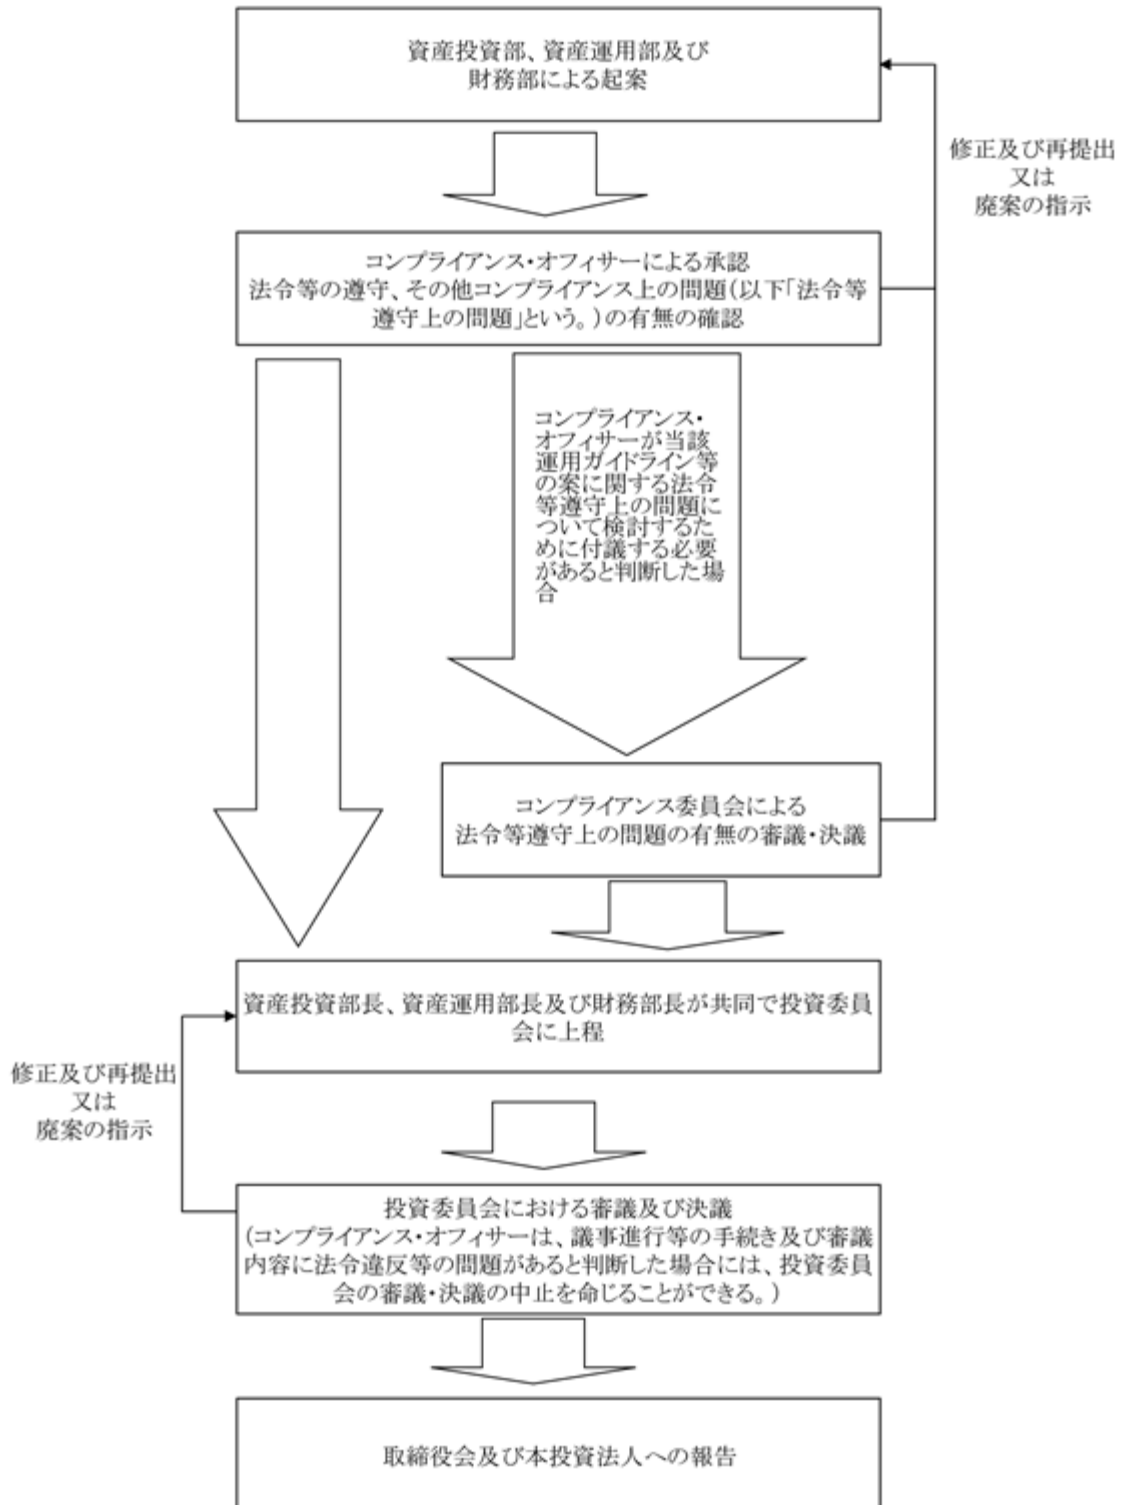 資産投資部、資産運用部及び
財務部による起案
修正及び再提出
又は
廃案の指示
コンプライアンス・オフィサーによる承認
法令等の遵守、その他コンプライアンス上の問題（以下「法令等
遵守上の問題」という。）の有無の確認
コンプライアンス・
オフィサーが当該
運用ガイドライン等
の案に関する法令
等遵守上の問題に
ついて検討するた
めに付議する必要
があると判断した場
合
コンプライアンス委員会による
法令等遵守上の問題の有無の審議・決議
資産投資部長、資産運用部長及び財務部長が共同で投資委員
会に上程
修正及び再提出
又は
廃案の指示
投資委員会における審議及び決議
（コンプライアンス・オフィサーは、議事進行等の手続き及び審議
内容に法令違反等の問題があると判断した場合には、投資委員
会の審議・決議の中止を命じることができる。）
取締役会及び本投資法人への報告